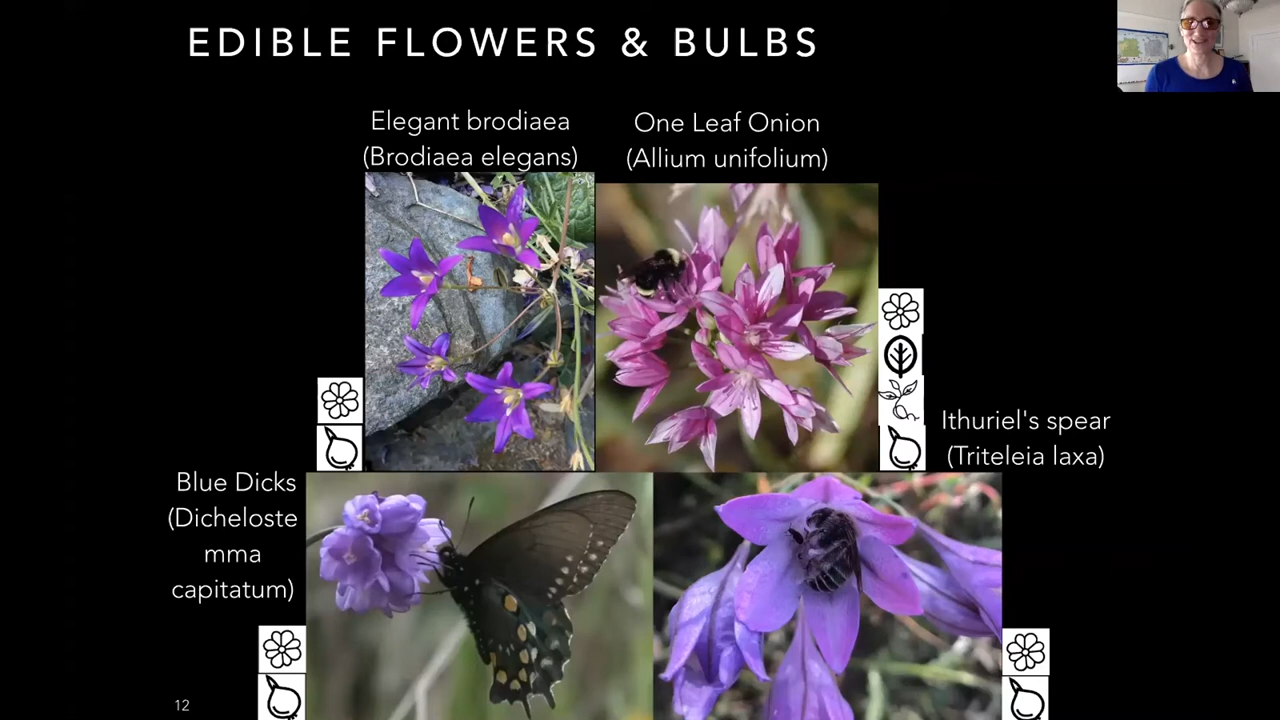 EDIBLE FLOWERS & BULBS
Elegant brodiaea
(Brodiaea elegans)
One Leaf Onion
(Allium unifolium)
Ithuriel's spear
(Triteleia laxa)
Blue Dicks
(Dicheloste
mma
capitatum)
12